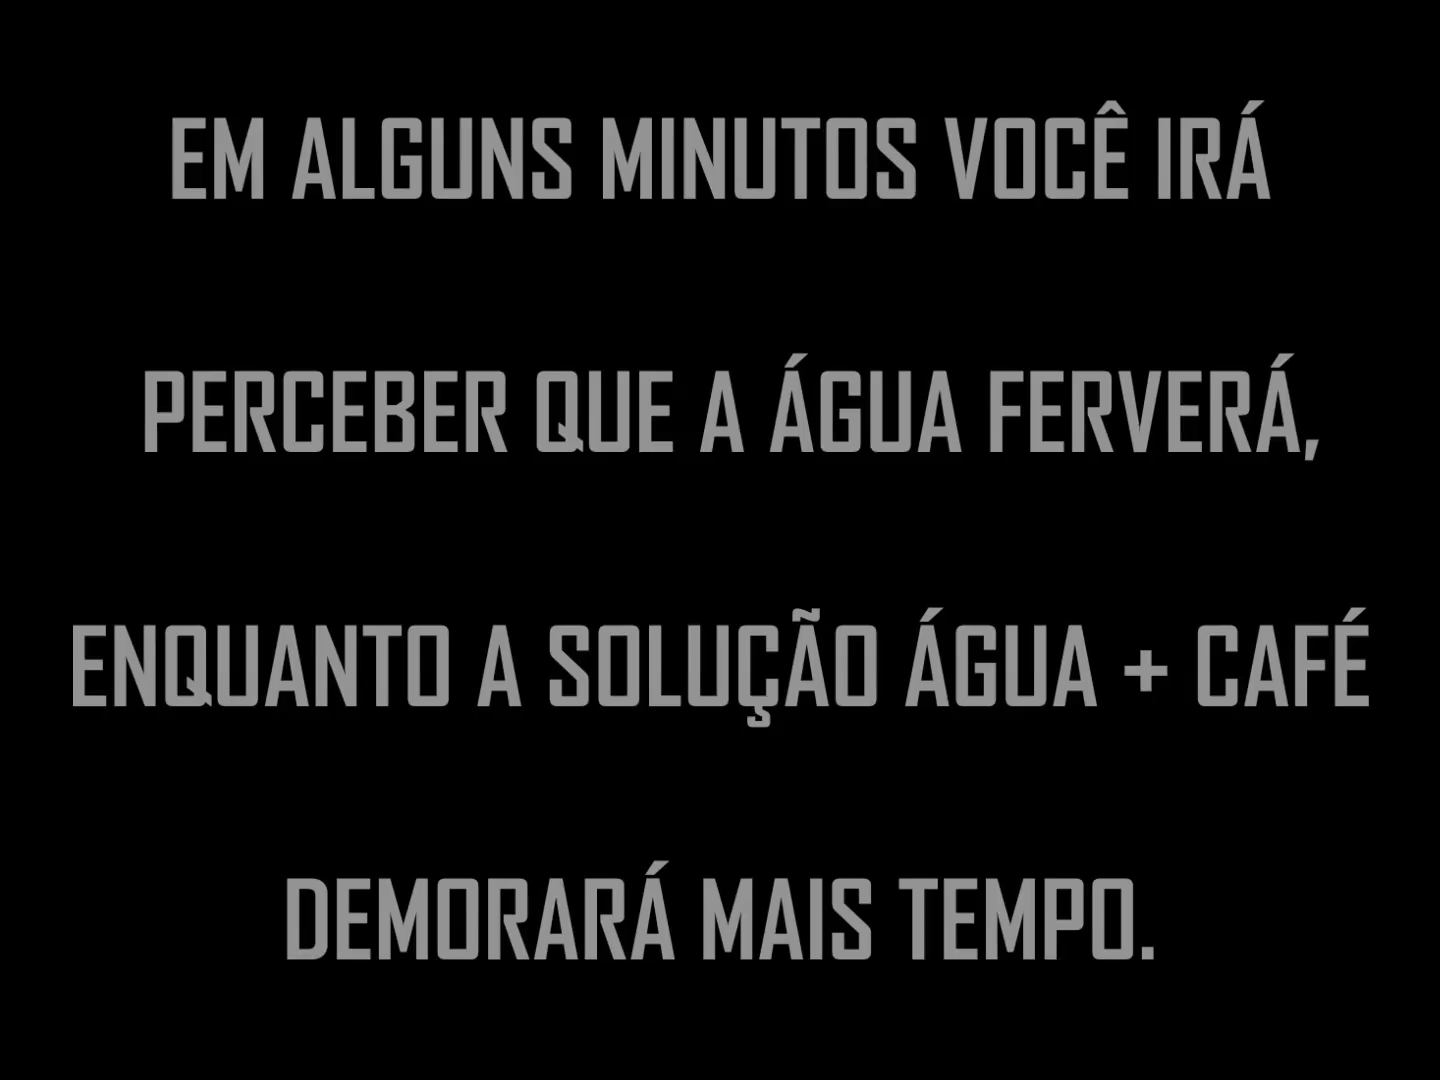 EM ALGUNS MINUTOS VOCÊ IRÁ
PERCEBER QUE A ÁGUA FERVERÁ,
ENQUANTO A SOLUÇÃO ÁGUA + CAFÉ
DEMORARÁ MAIS TEMPO.